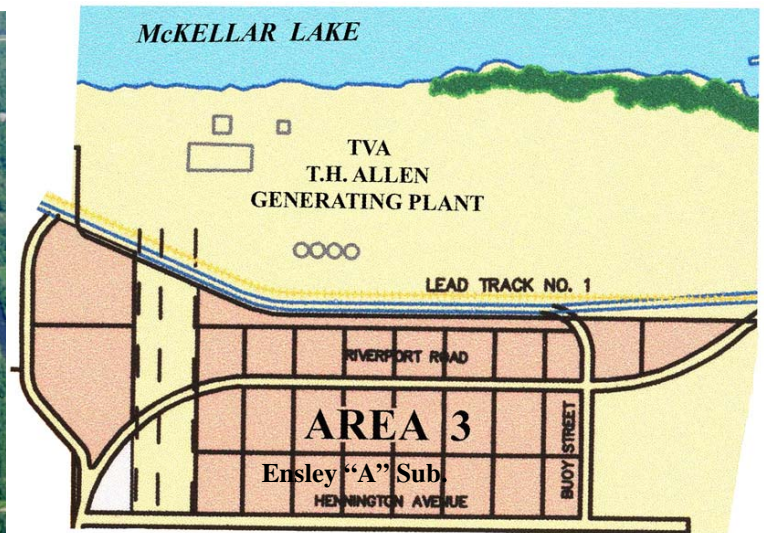 McKELLAR LAKE
TVA
T.H. ALLEN
GENERATING PLANT
LEAD TRACK NO. 1
RIVERPORT ROAD
AREA 3
BUOY STREET
Ensley “A” Sub.
HENNINGTON AVENUE